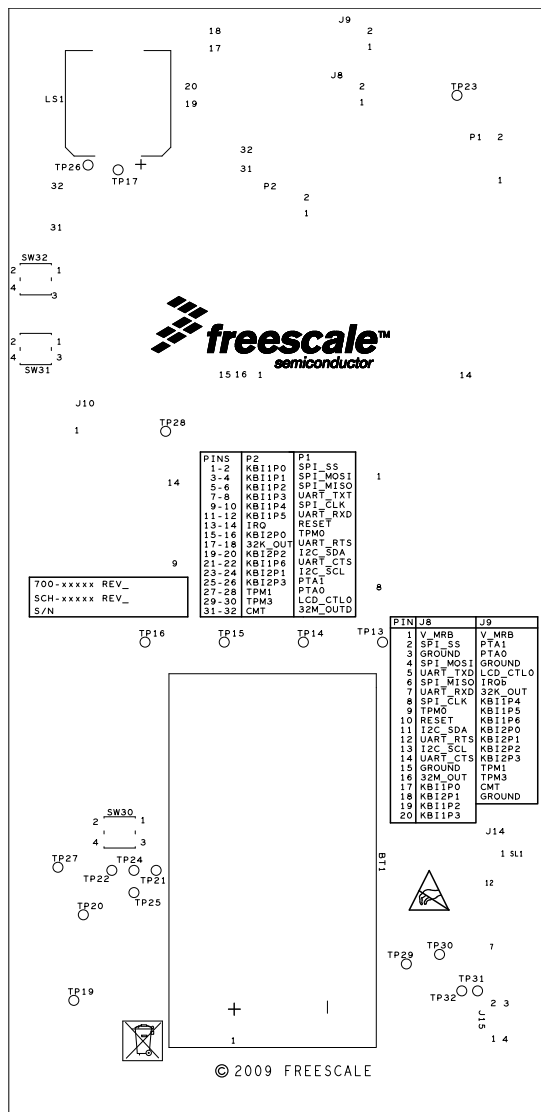 J9
18 2
17 1
J8
20 2
19 1
LS1
TP23
P1 2
32
31
TP26
TP17
+
32
P2
1
2
1
31
SW32
2 1
4 3
2 1
4 3
SW31
freescale™
semiconductor
15 16 1 14
J10
1
TP28
PINS P2 P1
1-2 KBI1P0 SPI_SS
3-4 KBI1P1 SPI_MOSI
5-6 KBI1P2 SPI_MISO
7-8 KBI1P3 UART_TXT
9-10 KBI1P4 SPI_CLK
11-12 KBI1P5 UART_RXD
13-14 IRQ RESET
15-16 KBI2P0 TPM0
17-18 32K_OUT UART_RTS
19-20 KBI2P2 I2C_SDA
21-22 KBI1P6 UART_CTS
23-24 KBI2P1 I2C_SCL
25-26 KBI2P3 PTA1
27-28 TPM1 PTA0
29-30 TPM3 LCD_CTL0
31-32 CMT 32M_OUTD
1
14
9
8
700-xxxxx REV_
SCH-xxxxx REV_
S/N
TP16 TP15 TP14 TP13
PIN J8 J9
1 V_MRB V_MRB
2 SPI_SS PTA1
3 GROUND PTA0
4 SPI_MOSI GROUND
5 UART_TXD LCD_CTL0
6 SPI_MISO IRQb
7 UART_RXD 32K_OUT
8 SPI_CLK KBI1P4
9 TPM0 KBI1P5
10 RESET KBI1P6
11 I2C_SDA KBI2P0
12 UART_RTS KBI2P1
13 I2C_SCL KBI2P2
14 UART_CTS KBI2P3
15 GROUND TPM1
16 32M_OUT TPM3
17 KBI1P0 CMT
18 KBI2P1 GROUND
19 KBI1P2
20 KBI1P3
SW30
2 1
4 3
J14
1 SL1
BT1
TP27 TP24
TP22 TP21
TP25
TP20
12
7
TP30
TP29
TP31
TP32
TP19
2 3
J15
1 4
+ −
1
© 2009 FREESCALE